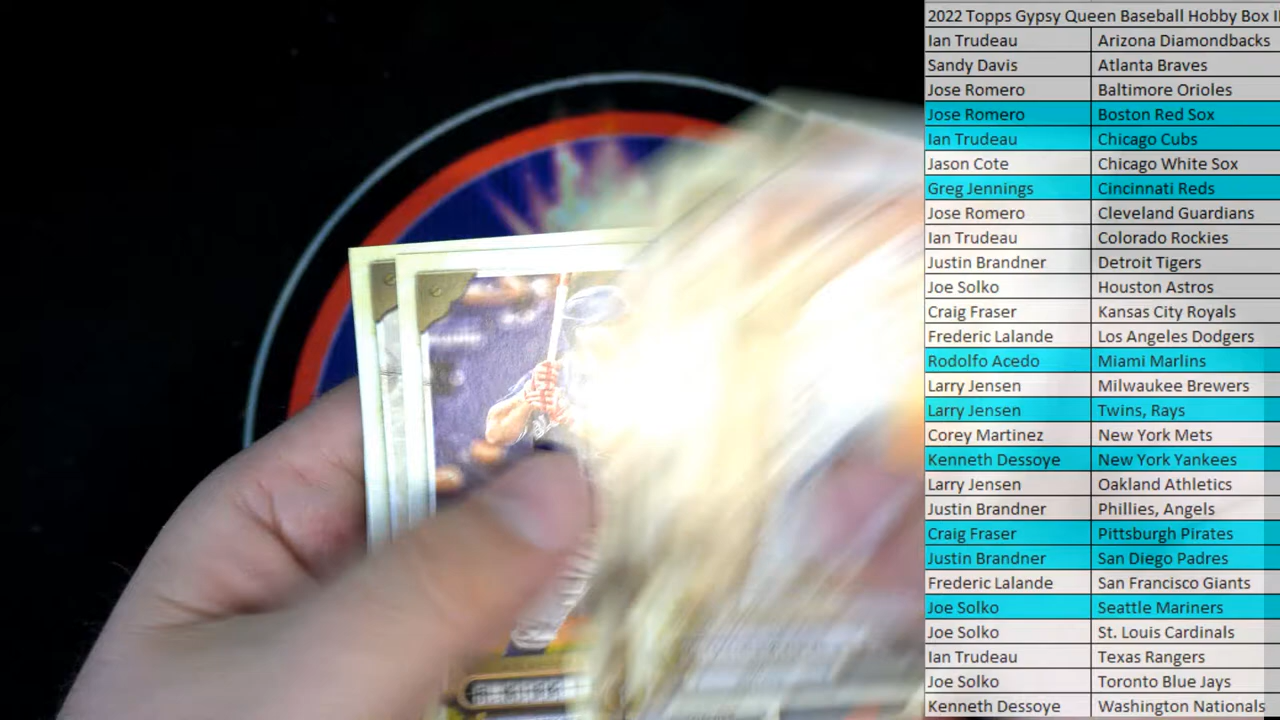 2022 Topps Gypsy Queen Baseball Hobby Box
Ian Trudeau Arizona Diamondbacks
Sandy Davis Atlanta Braves
Jose Romero Baltimore Orioles
Jose Romero Boston Red Sox
Ian Trudeau Chicago Cubs
Jason Cote Chicago White Sox
Greg Jennings Cincinnati Reds
Jose Romero Cleveland Guardians
Ian Trudeau Colorado Rockies
Justin Brandner Detroit Tigers
Joe Solko Houston Astros
Craig Fraser Kansas City Royals
Frederic Lalande Los Angeles Dodgers
Rodolfo Acedo Miami Marlins
Larry Jensen Milwaukee Brewers
Larry Jensen Twins, Rays
Corey Martinez New York Mets
Kenneth Dessoye New York Yankees
Larry Jensen Oakland Athletics
Justin Brandner Phillies, Angels
Craig Fraser Pittsburgh Pirates
Justin Brandner San Diego Padres
Frederic Lalande San Francisco Giants
Joe Solko Seattle Mariners
Joe Solko St. Louis Cardinals
Ian Trudeau Texas Rangers
Joe Solko Toronto Blue Jays
Kenneth Dessoye Washington Nationals